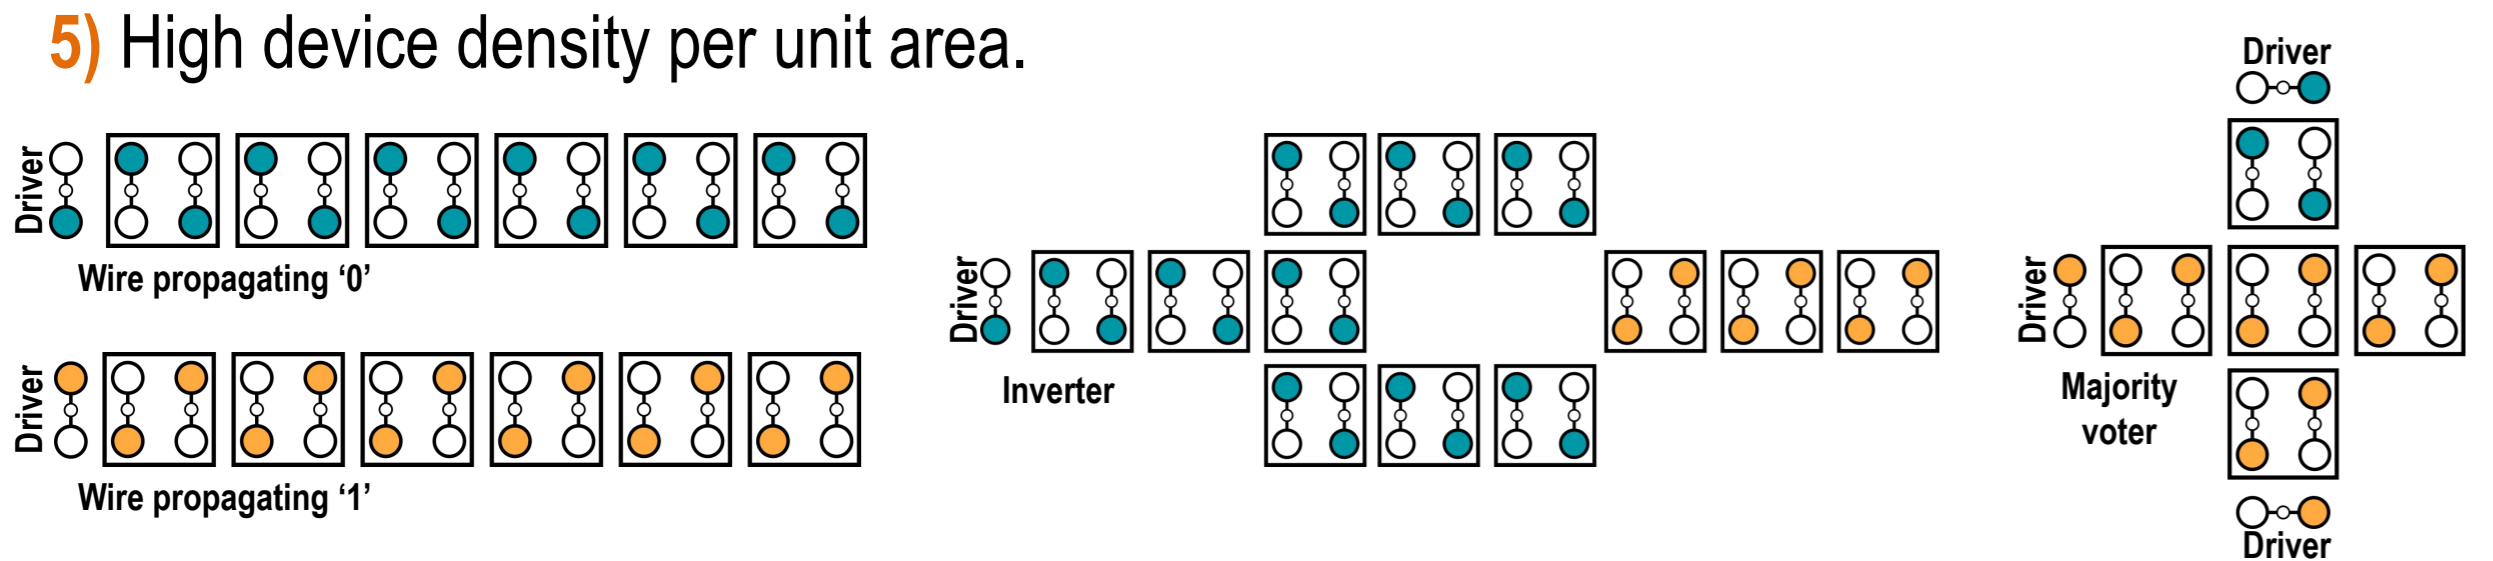 5) High device density per unit area.
Driver
Wire propagating ‘0’
Driver
Wire propagating ‘1’
Driver
Inverter
Driver
Driver
Majority
voter
Driver